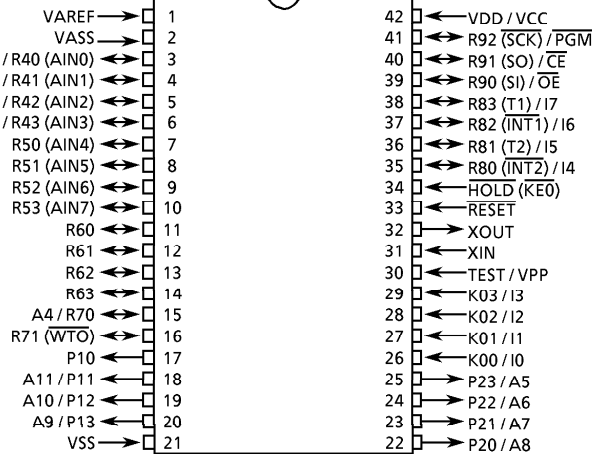 VAREF 1 42 VDD / VCC
VASS 2 41 R92 (SCK) / PGM
/ R40 (AIN0) 3 40 R91 (SO) / CE
/ R41 (AIN1) 4 39 R90 (SI) / OE
/ R42 (AIN2) 5 38 R83 (T1) / I7
/ R43 (AIN3) 6 37 R82 (INT1) / I6
R50 (AIN4) 7 36 R81 (T2) / I5
R51 (AIN5) 8 35 R80 (INT2) / I4
R52 (AIN6) 9 34 HOLD (KE0)
R53 (AIN7) 10 33 RESET
R60 11 32 XOUT
R61 12 31 XIN
R62 13 30 TEST / VPP
R63 14 29 K03 / I3
A4 / R70 15 28 K02 / I2
R71 (WTO) 16 27 K01 / I1
P10 17 26 K00 / I0
A11 / P11 18 25 P23 / A5
A10 / P12 19 24 P22 / A6
A9 / P13 20 23 P21 / A7
VSS 21 22 P20 / A8